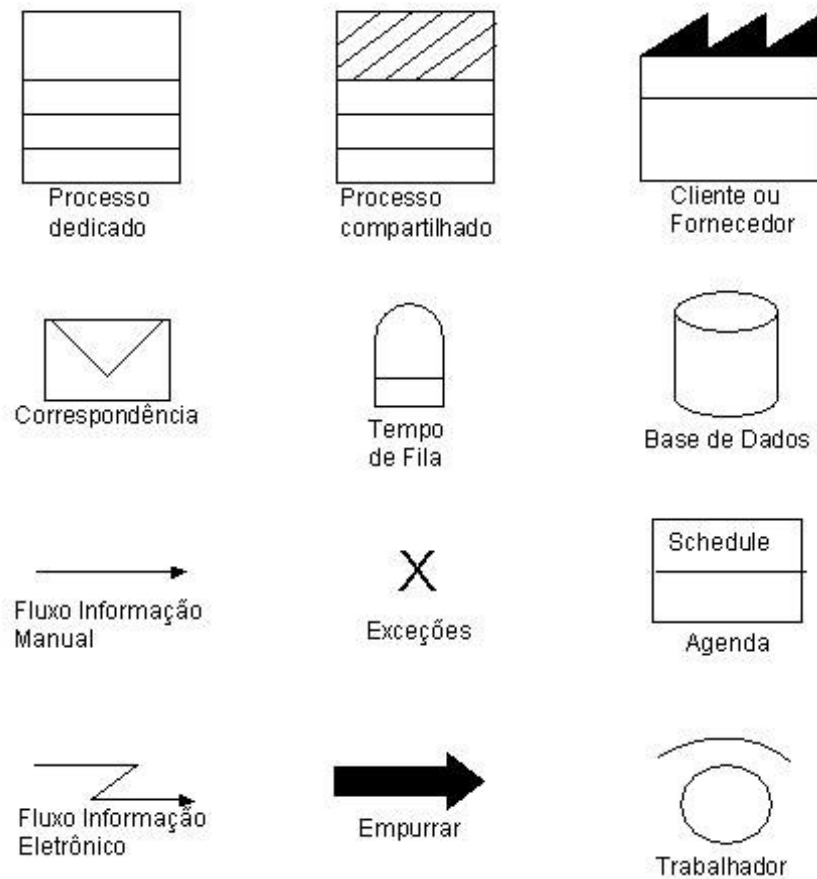 Processo
dedicado
Processo
compartilhado
Cliente ou
Fornecedor
Correspondência
Tempo
de Fila
Base de Dados
Fluxo Informação
Manual
Exceções
Schedule
Agenda
Fluxo Informação
Eletrônico
Empurrar
Trabalhador